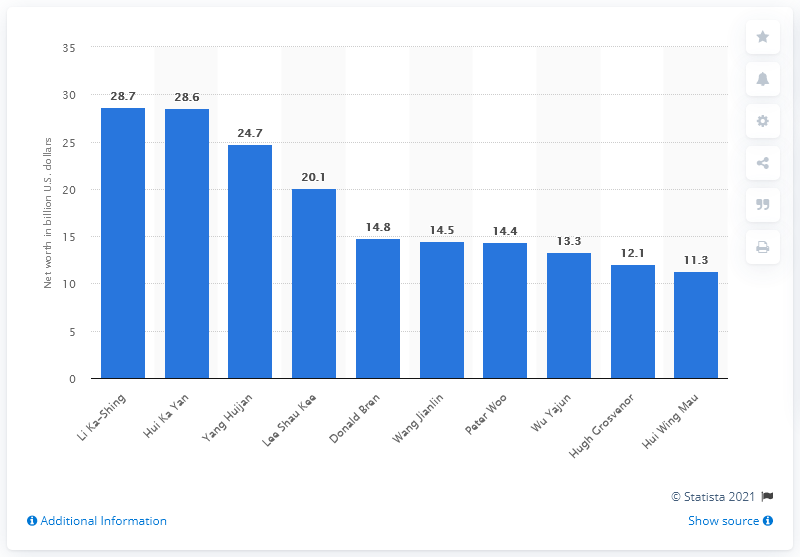 Net worth in billion U.S. dollars
35
30
25
20
15
10
5
0
28.7
28.6
24.7
20.1
14.8
14.5
14.4
13.3
12.1
11.3
Li Ka-Shing
Hui Ka Yan
Yang Huijan
Lee Shau Kee
Donald Bren
Wang Jianlin
Peter Woo
Wu Yajun
Hugh Grosvenor
Hui Wing Mau
© Statista 2021
Additional Information
Show source